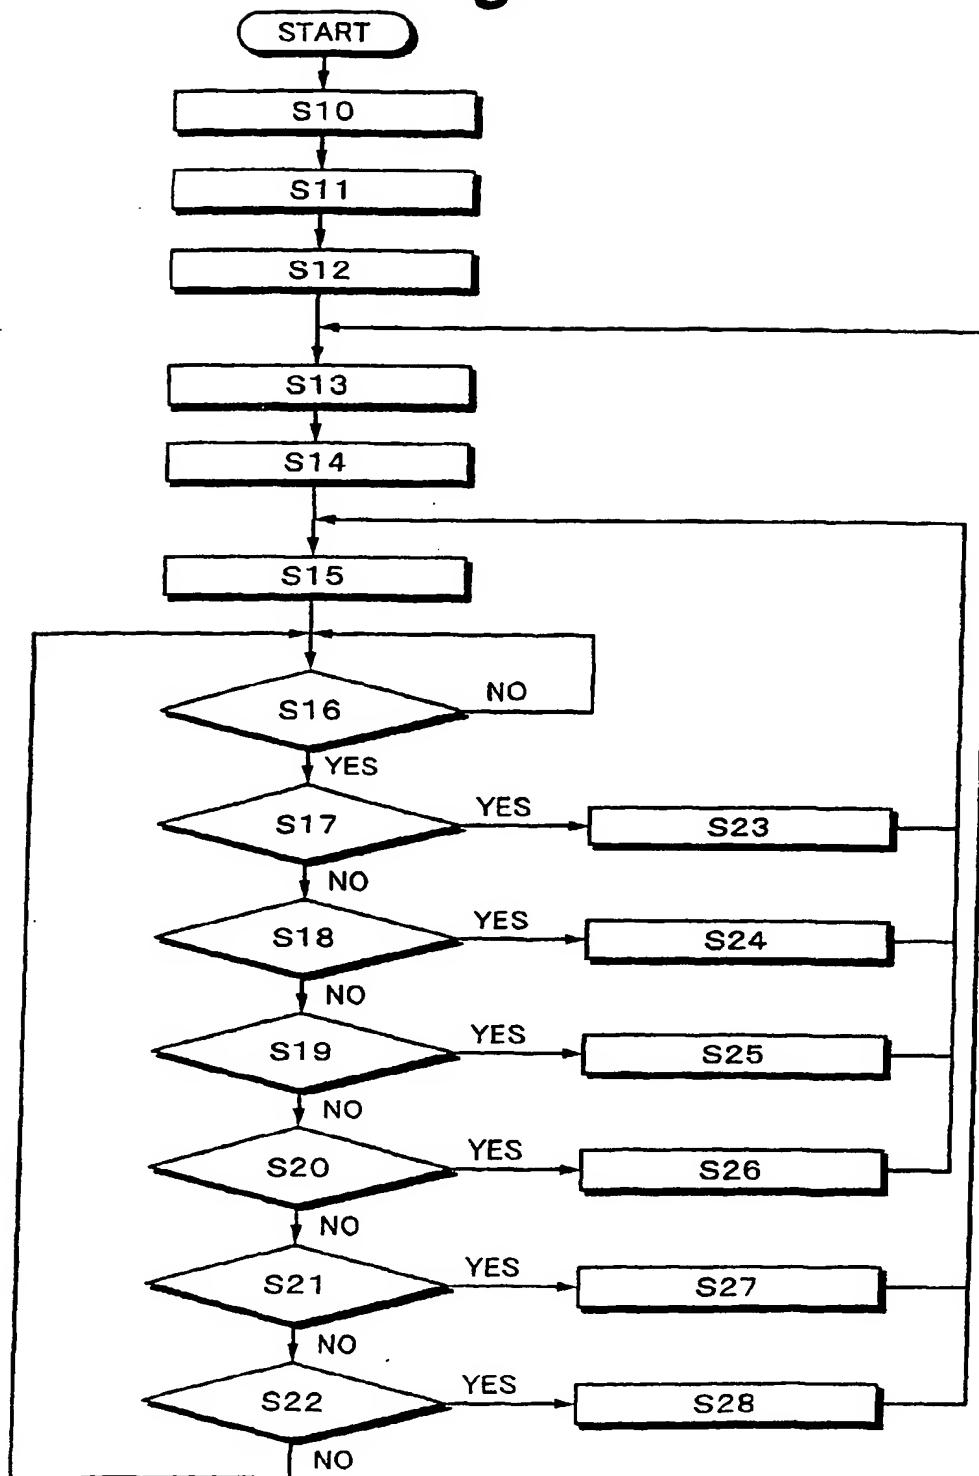 START
S10
S11
S12
S13
S14
S15
S16
NO
YES
S17
YES
S23
NO
S18
YES
S24
NO
S19
YES
S25
NO
S20
YES
S26
NO
S21
YES
S27
NO
S22
YES
S28
NO